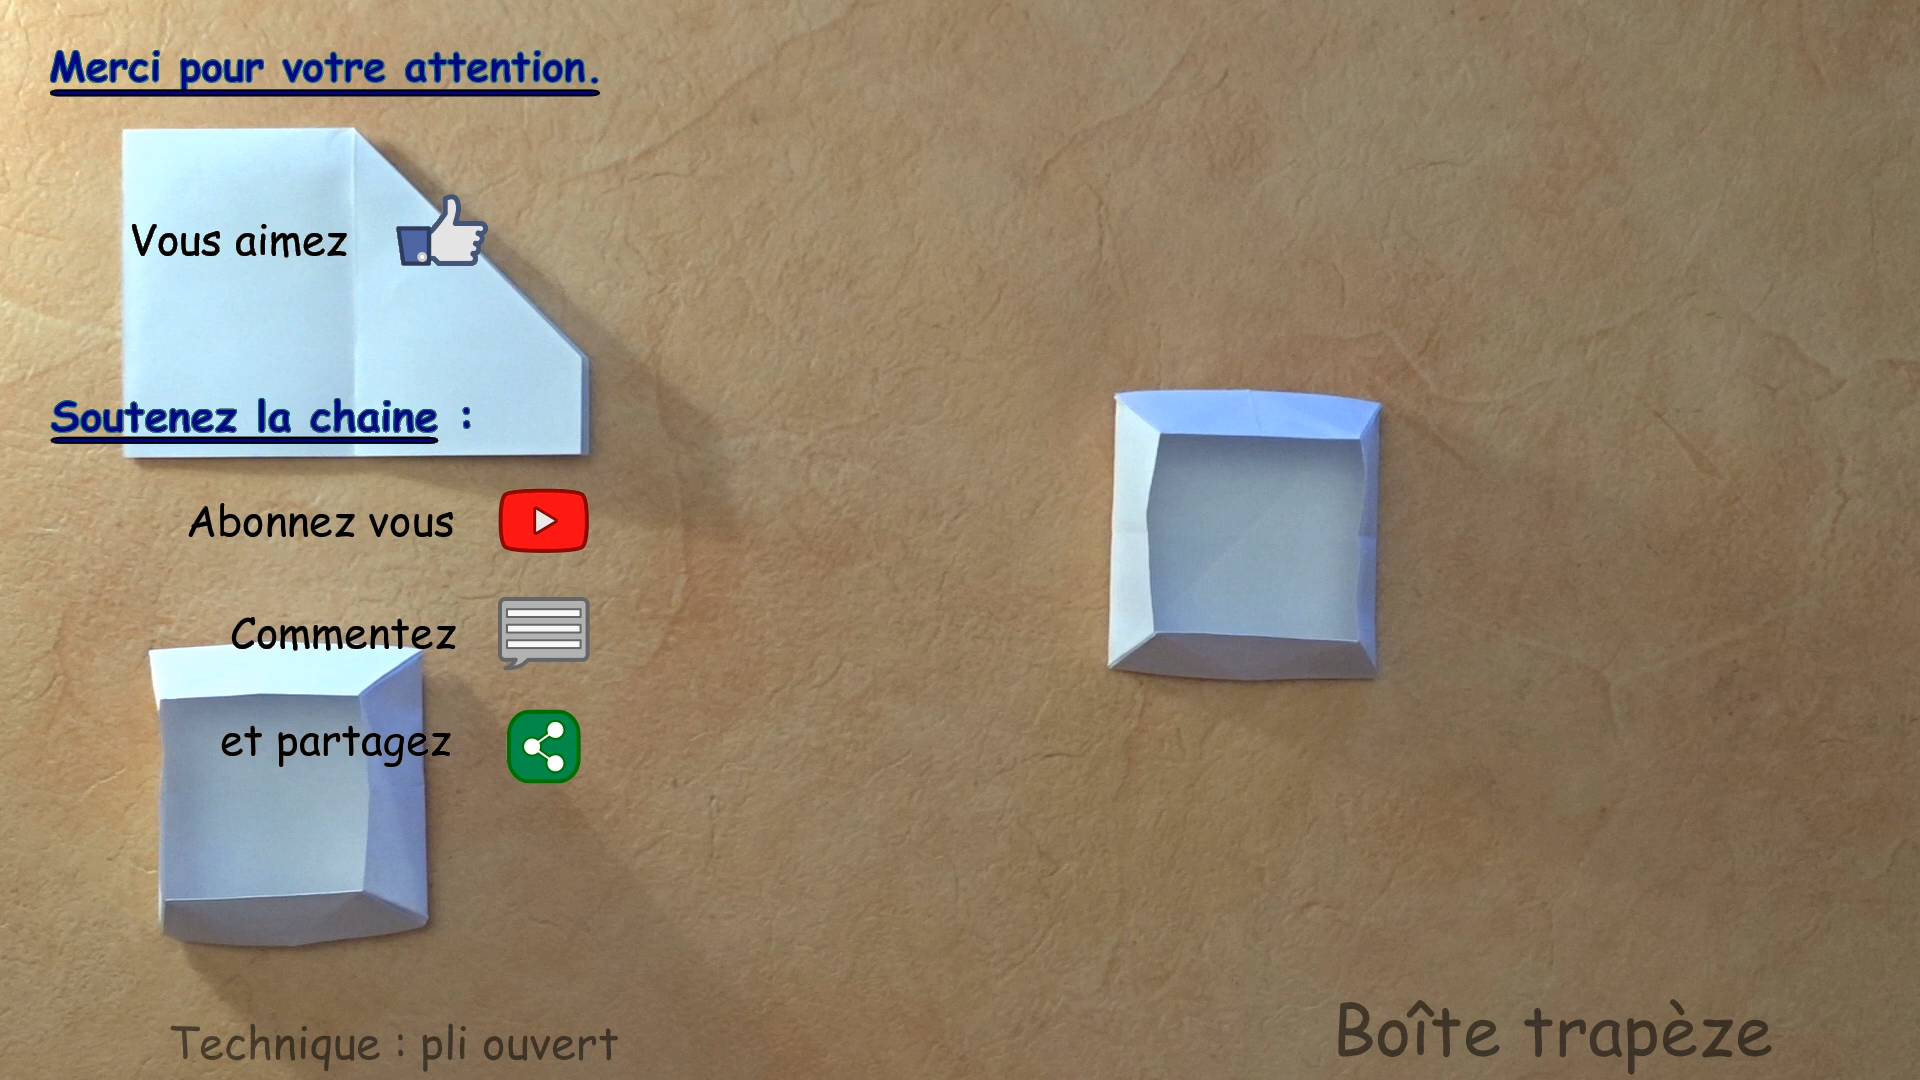 Merci pour votre attention.
Vous aimez
Soutenez la chaine :
Abonnez vous
Commentez
et partagez
Technique : pli ouvert
Boîte trapèze